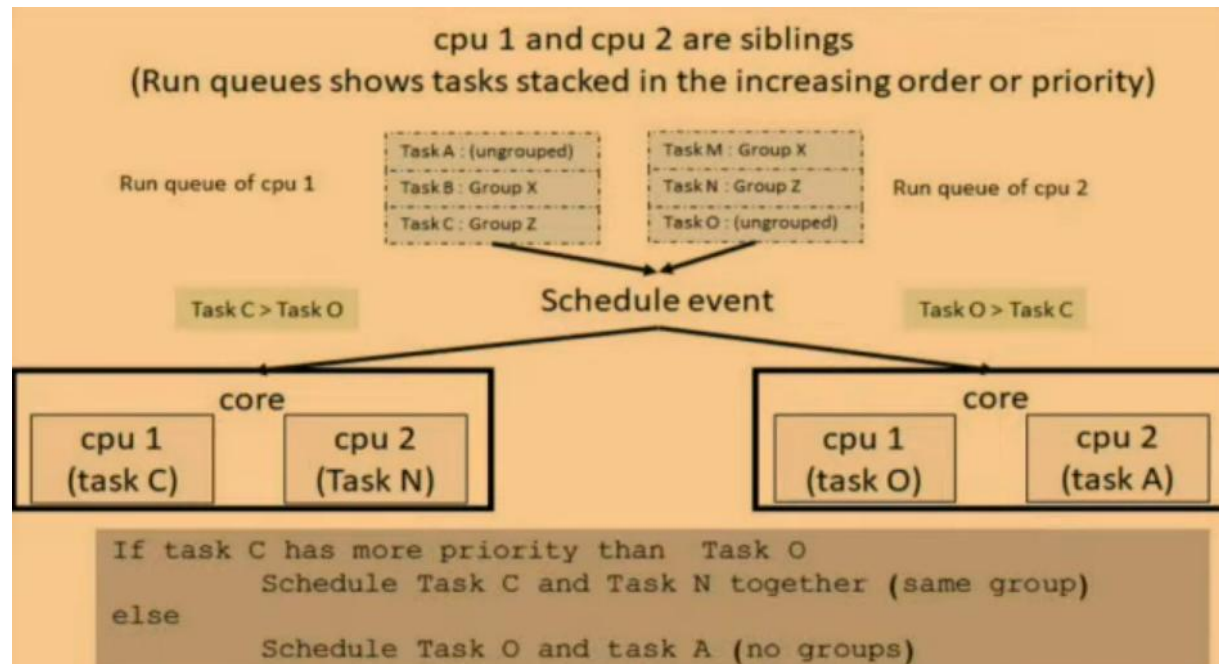 cpu 1 and cpu 2 are siblings
(Run queues shows tasks stacked in the increasing order or priority)
Run queue of cpu 1
Task A : (ungrouped)
Task B : Group X
Task C : Group Z
Task M : Group X
Task N : Group Z
Task O : (ungrouped)
Run queue of cpu 2
Task C > Task O
Schedule event
Task O > Task C
core
cpu 1
(task C)
cpu 2
(Task N)
core
cpu 1
(task O)
cpu 2
(task A)
If task C has more priority than Task O
Schedule Task C and Task N together (same group)
else
Schedule Task O and task A (no groups)